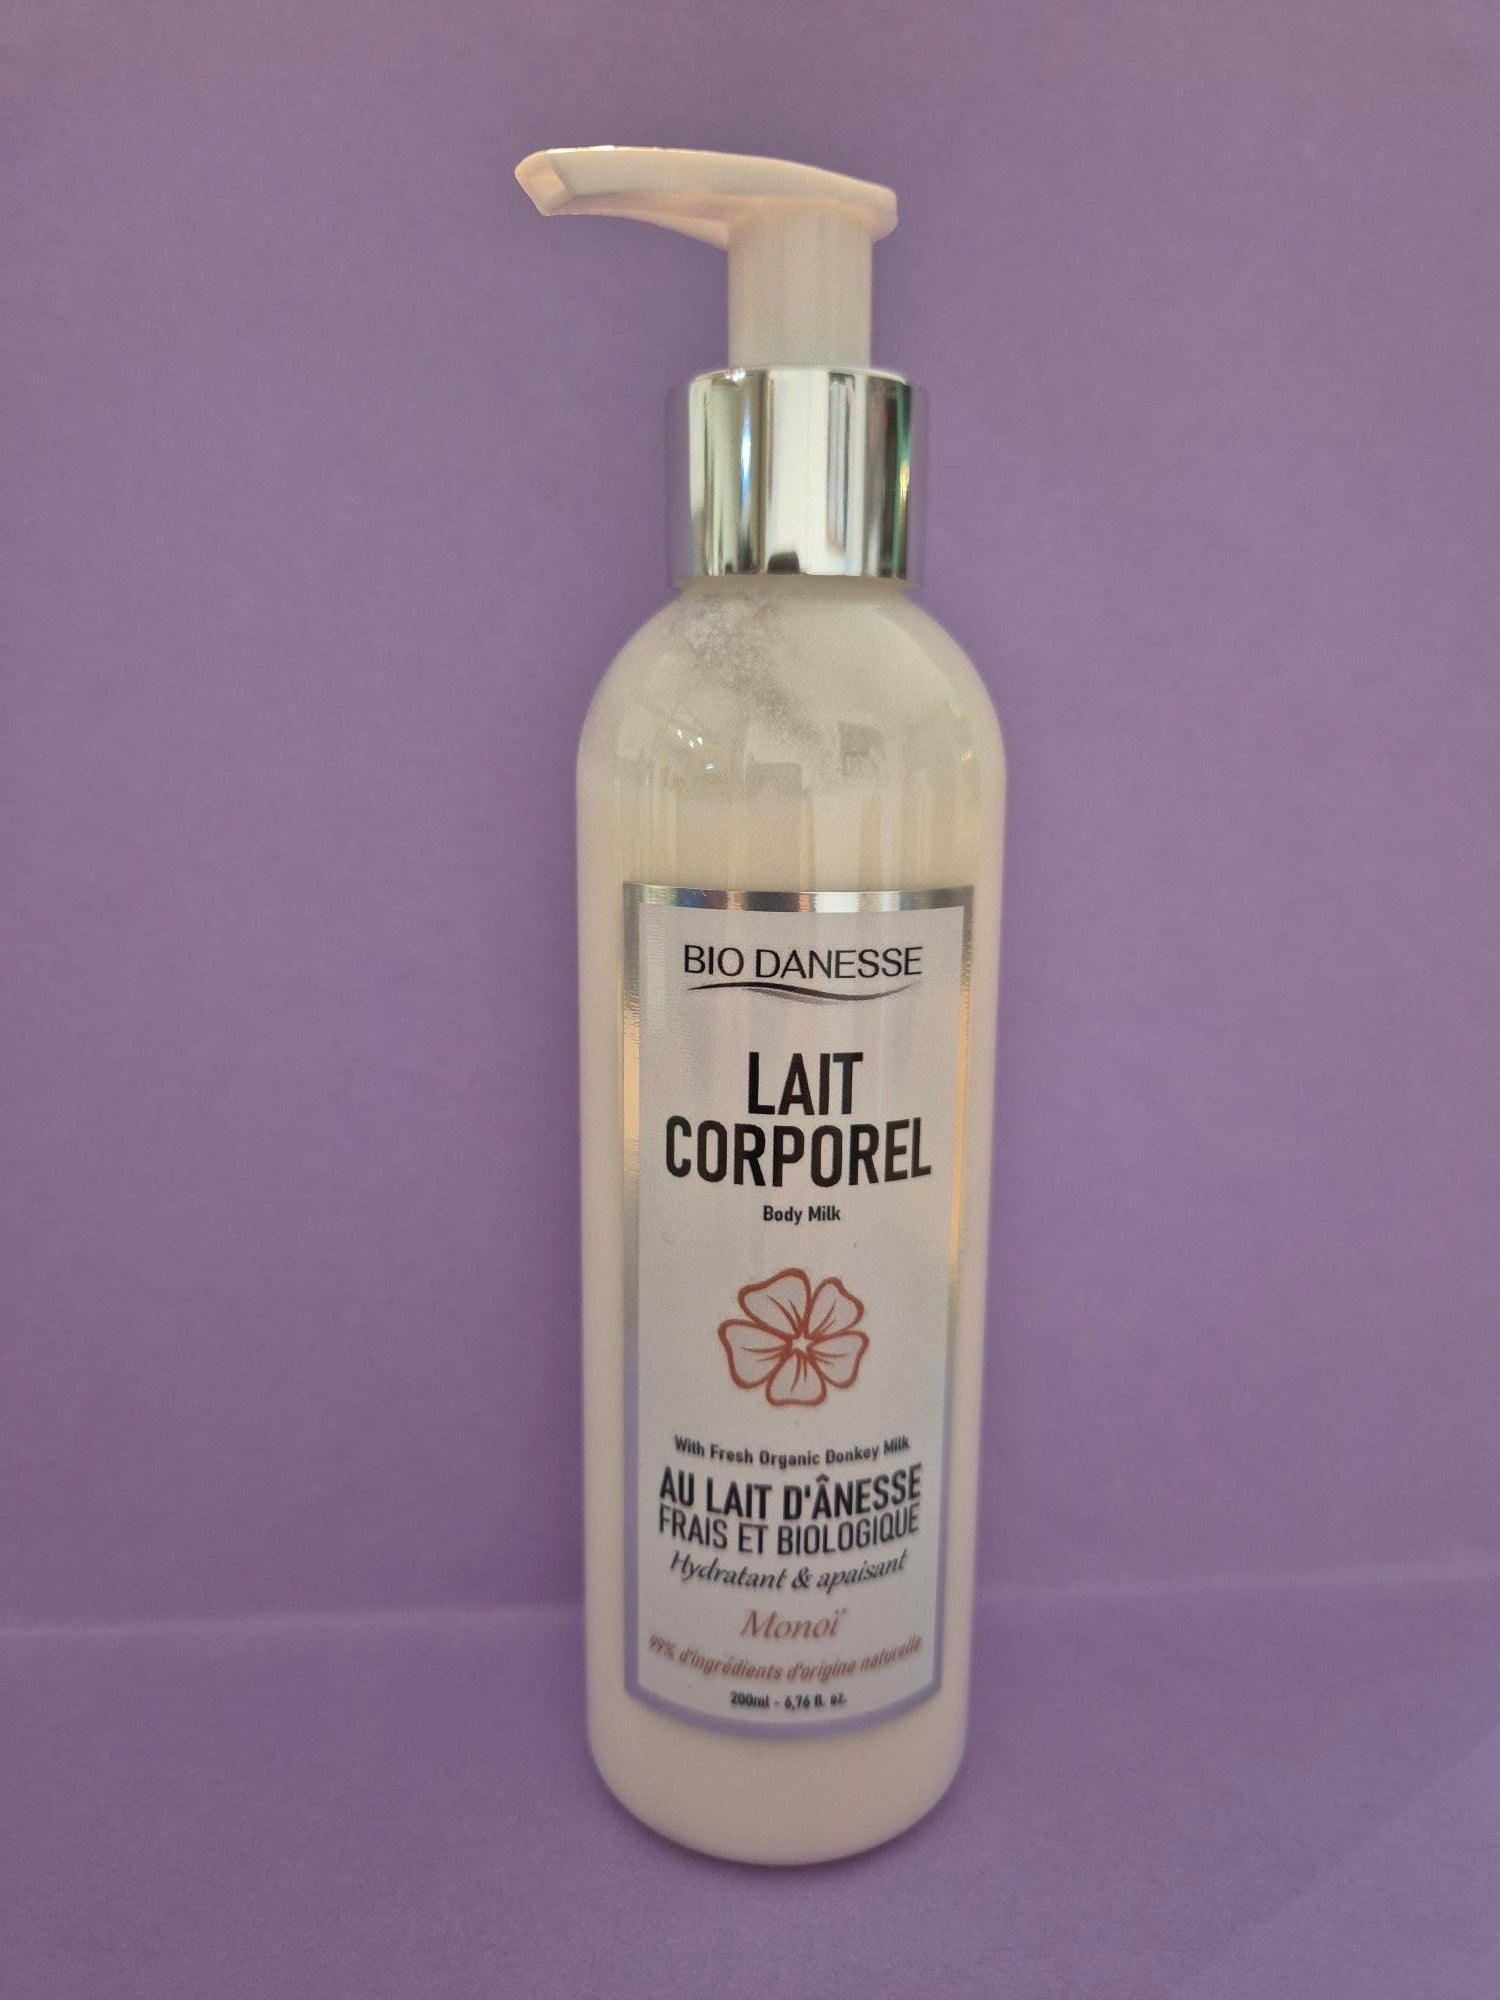 BIO DANESSE
LAIT
CORPOREL
Body Milk
With Fresh Organic Donkey Milk
AU LAIT D'ÂNESSE
FRAIS ET BIOLOGIQUE
Hydratant & apaisant
Monoï
99% d'ingrédients d'origine naturelle
200ml - 6,76 fl. oz.